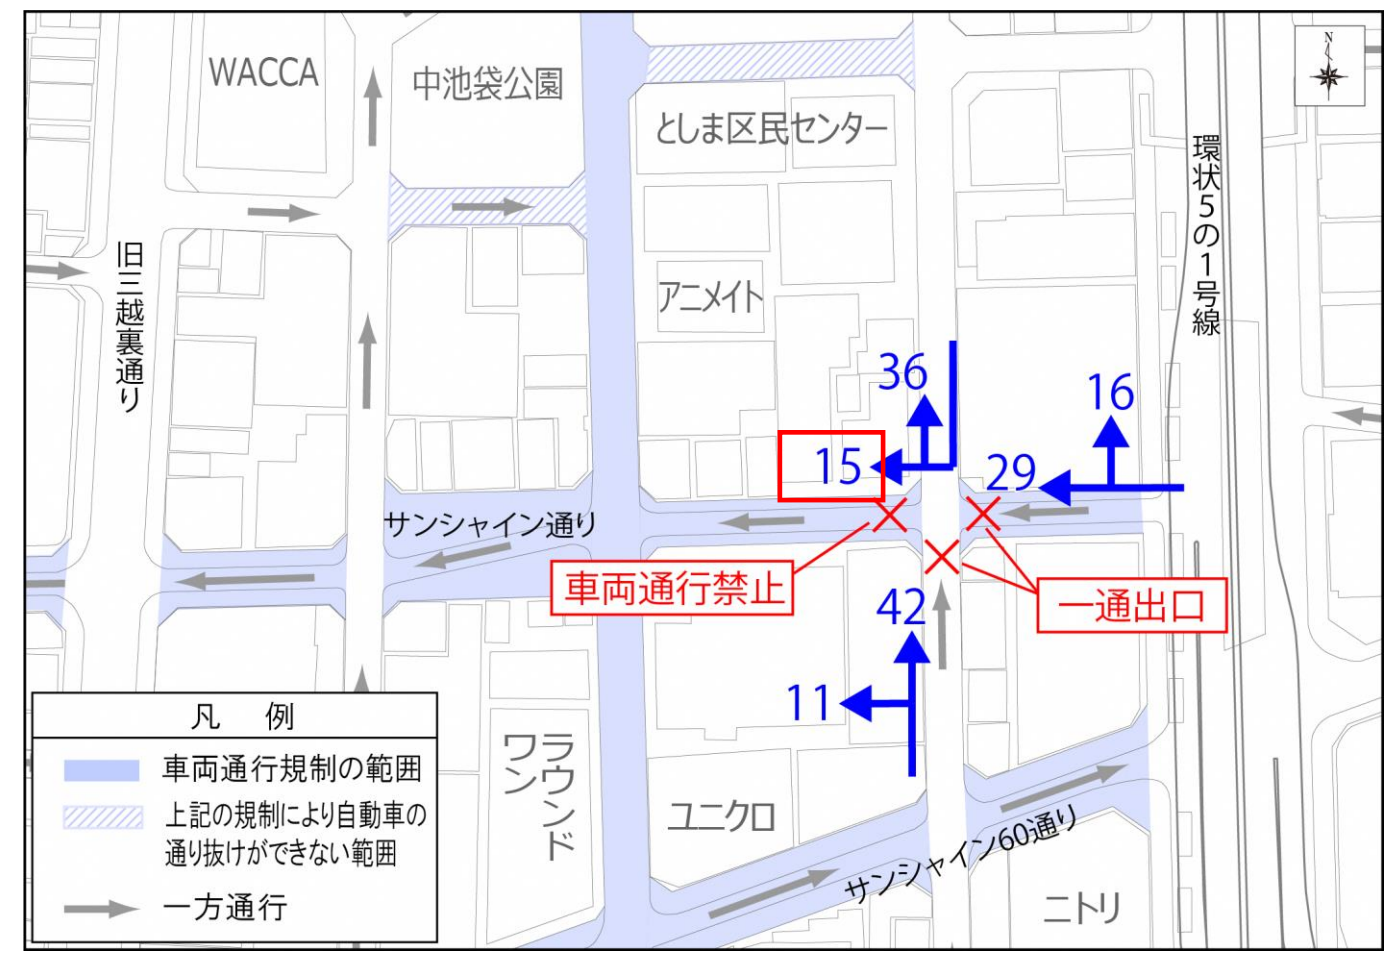 WACCA
中池袋公園
としま区民センター
N
環状5の1号線
旧三越裏通り
アニメイト
36
16
15
29
サンシャイン通り
車両通行禁止
一通出口
42
11
ラウンド
ワン
ユニクロ
サンシャイン60通り
ニトリ
凡 例
車両通行規制の範囲
上記の規制により自動車の
通り抜けができない範囲
一方通行